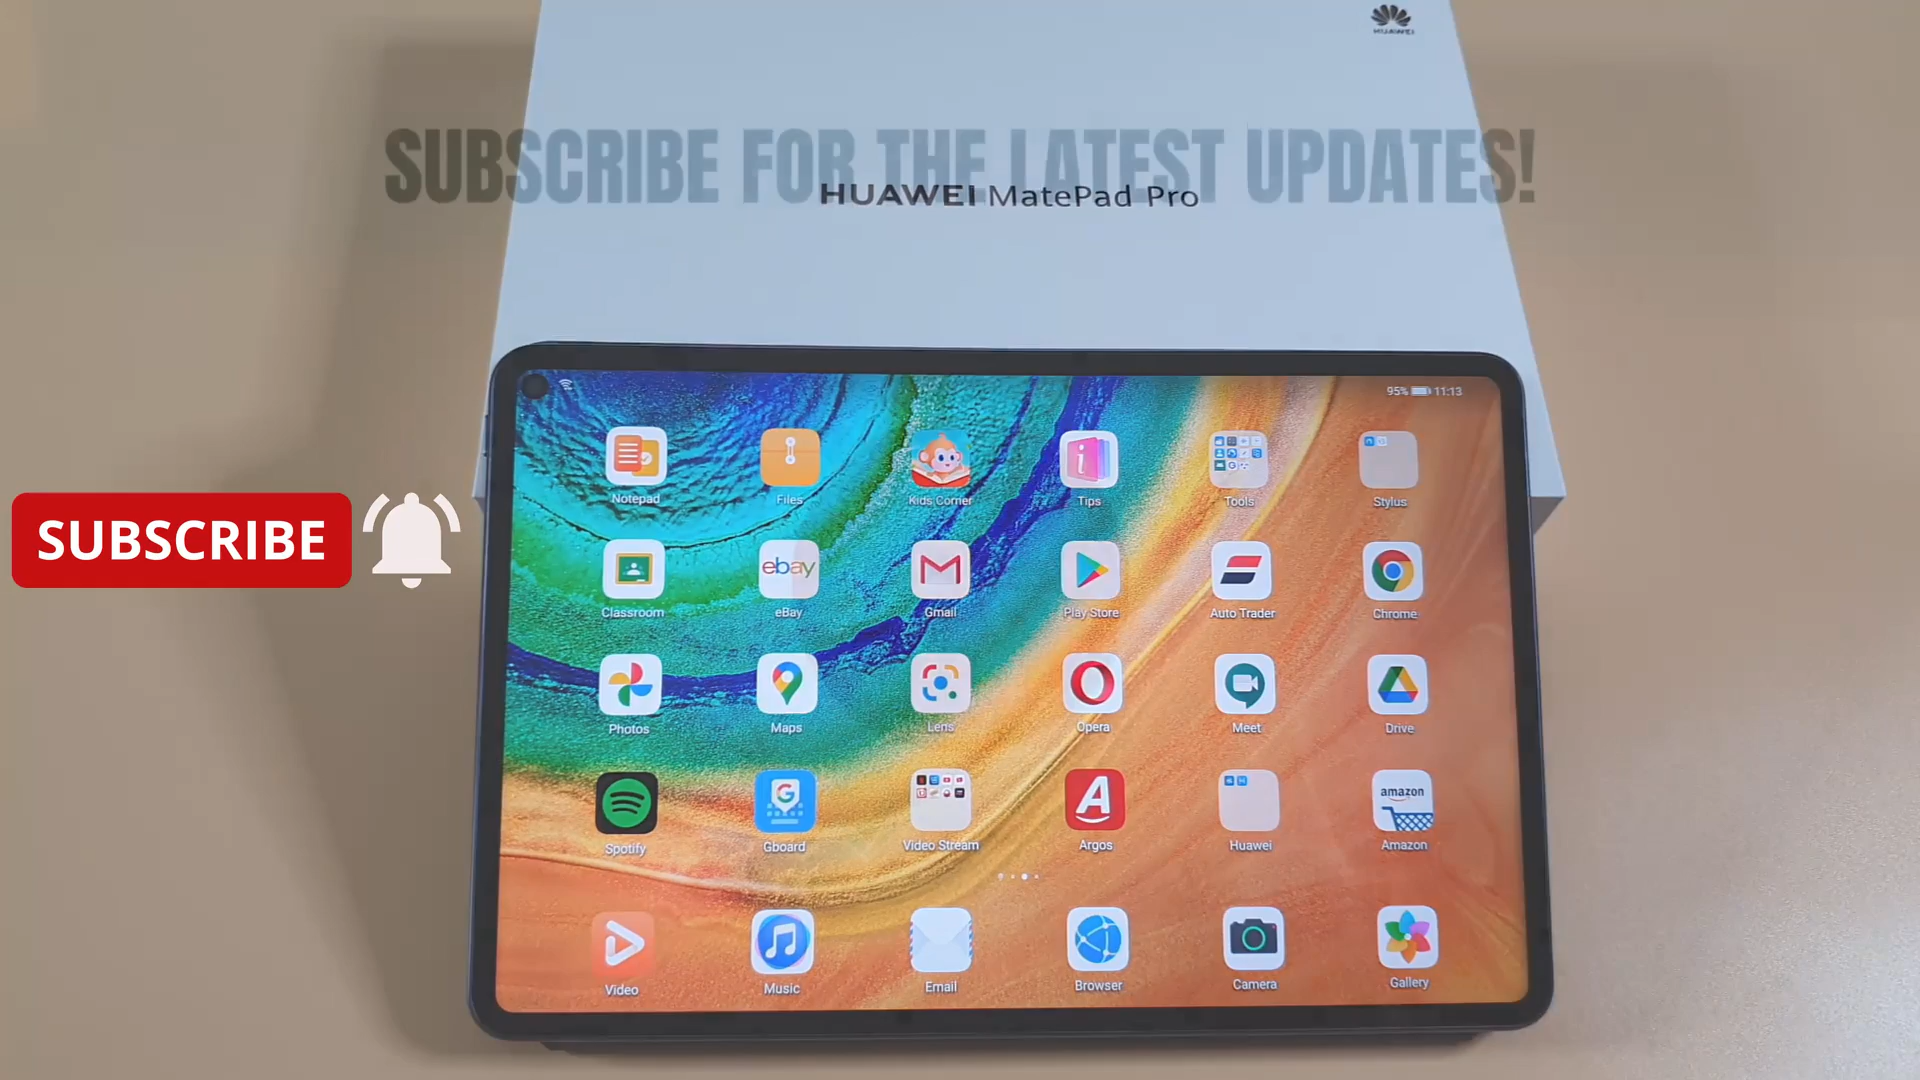 HUAWEI
SUBSCRIBE FOR THE LATEST UPDATES!
HUAWEI MatePad Pro
95% 11:13
Notepad Files Kids Corner Tips Tools Stylus
SUBSCRIBE
ebay
Classroom eBay Gmail Play Store Auto Trader Chrome
Photos Maps Lens Opera Meet Drive
G A amazon
Spotify Gboard Video Stream Argos Huawei Amazon
Video Music Email Browser Camera Gallery